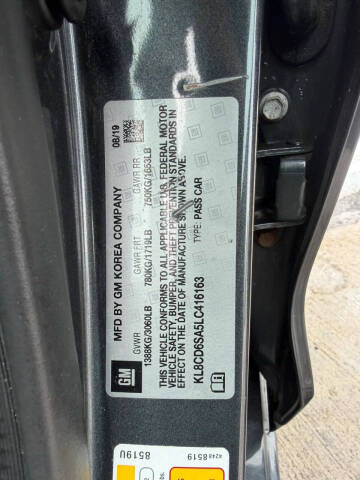 MFD BY GM KOREA COMPANY 08/19
GVWR GAWR FRT GAWR RR
1388KG/3060LB 780KG/1719LB 750KG/1653LB
THIS VEHICLE CONFORMS TO ALL APPLICABLE U.S. FEDERAL MOTOR
VEHICLE SAFETY, BUMPER, AND THEFT PREVENTION STANDARDS IN
EFFECT ON THE DATE OF MANUFACTURE SHOWN ABOVE.
KL8CD6SA5LC416163 TYPE: PASS CAR
GM
8519U
4248 8519